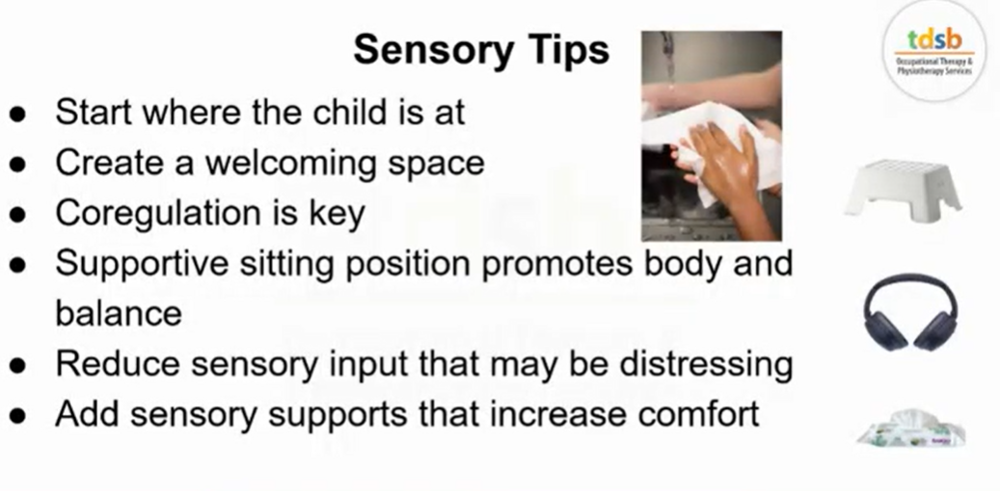 Sensory Tips
tdsb
Occupational Therapy &
Physiotherapy Services
● Start where the child is at
● Create a welcoming space
● Coregulation is key
● Supportive sitting position promotes body and
balance
● Reduce sensory input that may be distressing
● Add sensory supports that increase comfort